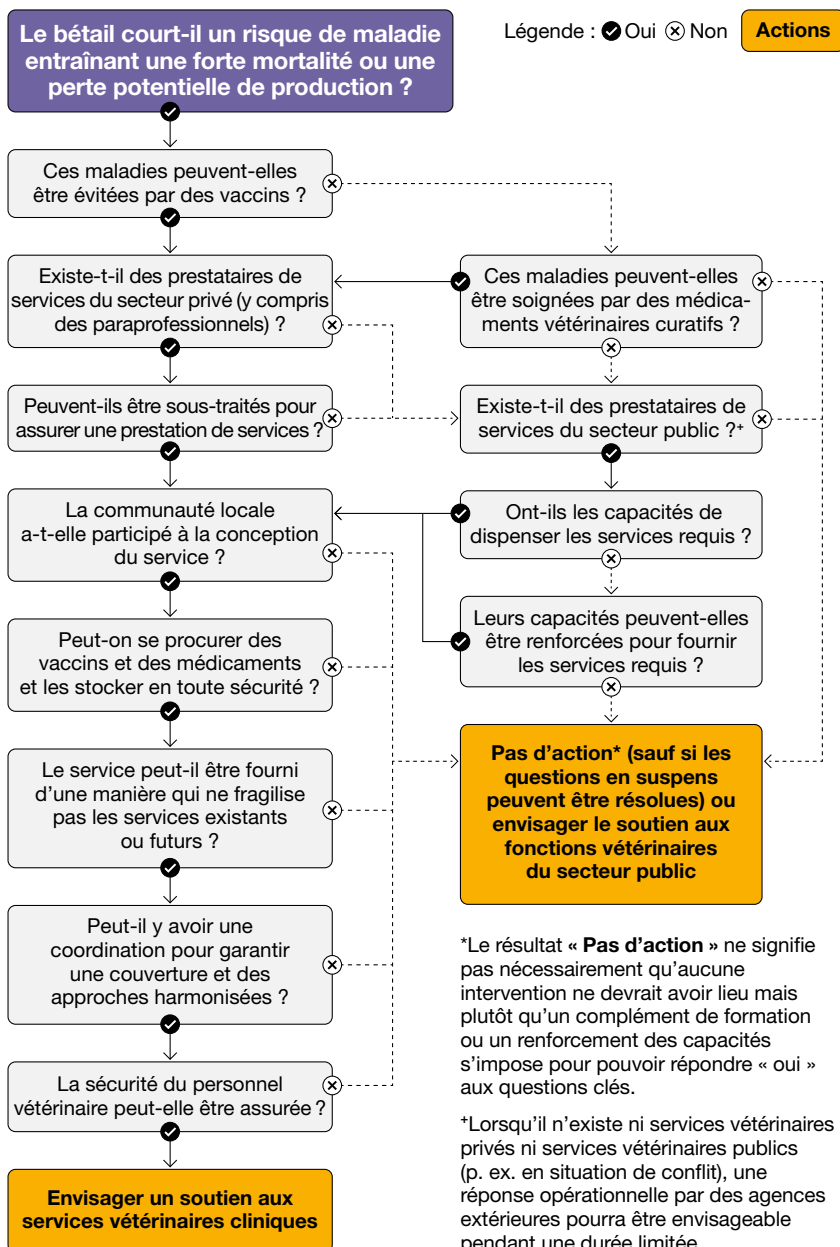 Le bétail court-il un risque de maladie
entraînant une forte mortalité ou une
perte potentielle de production ?
Légende : Oui Non Actions
Ces maladies peuvent-elles
être évitées par des vaccins ?
Existe-t-il des prestataires de
services du secteur privé (y compris
des paraprofessionnels) ?
Ces maladies peuvent-elles
être soignées par des médica-
ments vétérinaires curatifs ?
Peuvent-ils être sous-traités pour
assurer une prestation de services ?
Existe-t-il des prestataires de
services du secteur public ?⁺
La communauté locale
a-t-elle participé à la conception
du service ?
Ont-ils les capacités de
dispenser les services requis ?
Peut-on se procurer des
vaccins et des médicaments
et les stocker en toute sécurité ?
Leurs capacités peuvent-elles
être renforcées pour fournir
les services requis ?
Le service peut-il être fourni
d’une manière qui ne fragilise
pas les services existants
ou futurs ?
Pas d’action* (sauf si les
questions en suspens
peuvent être résolues) ou
envisager le soutien aux
fonctions vétérinaires
du secteur public
Peut-il y avoir une
coordination pour garantir
une couverture et des
approches harmonisées ?
La sécurité du personnel
vétérinaire peut-elle être assurée ?
Envisager un soutien aux
services vétérinaires cliniques
*Le résultat « Pas d’action » ne signifie
pas nécessairement qu’aucune
intervention ne devrait avoir lieu mais
plutôt qu’un complément de formation
ou un renforcement des capacités
s’impose pour pouvoir répondre « oui »
aux questions clés.
⁺Lorsqu’il n’existe ni services vétérinaires
privés ni services vétérinaires publics
(p. ex. en situation de conflit), une
réponse opérationnelle par des agences
extérieures pourra être envisageable
pendant une durée limitée.